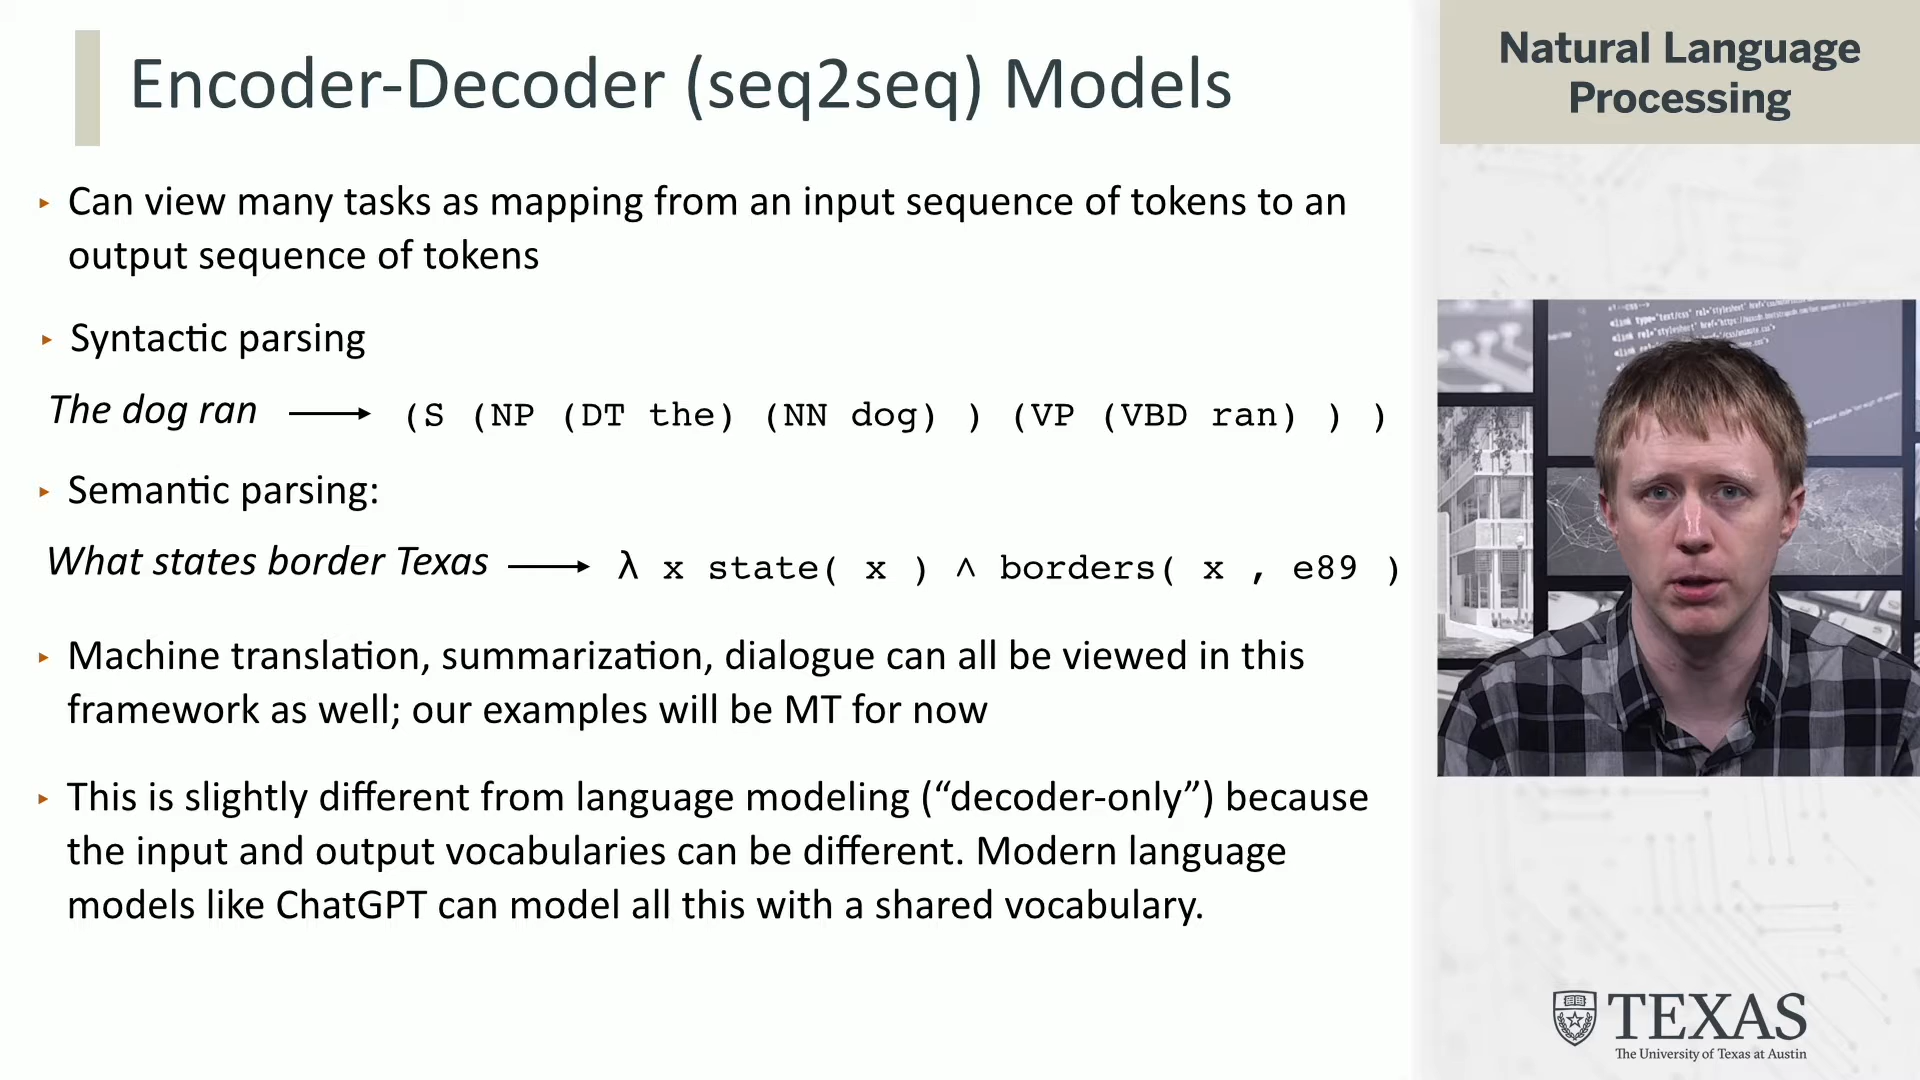 Encoder-Decoder (seq2seq) Models
Can view many tasks as mapping from an input sequence of tokens to an
output sequence of tokens
Syntactic parsing
The dog ran (S (NP (DT the) (NN dog) ) (VP (VBD ran) ) )
Semantic parsing:
What states border Texas λ x state( x ) ∧ borders( x , e89 )
Machine translation, summarization, dialogue can all be viewed in this
framework as well; our examples will be MT for now
This is slightly different from language modeling (“decoder-only”) because
the input and output vocabularies can be different. Modern language
models like ChatGPT can model all this with a shared vocabulary.
Natural Language
Processing
TEXAS
The University of Texas at Austin